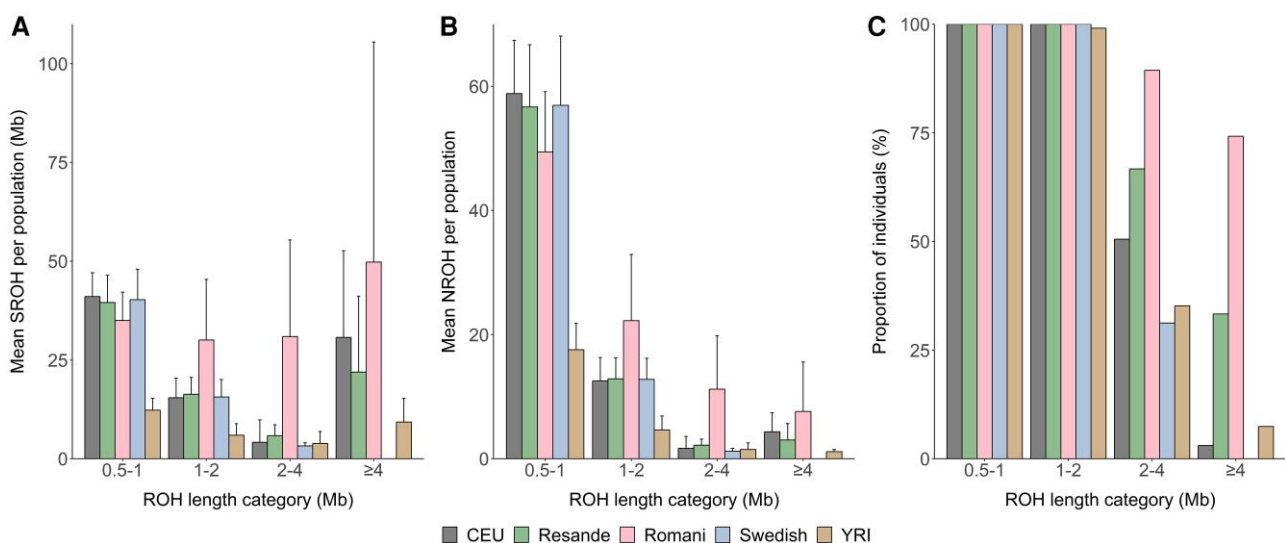 A
Mean SROH per population (Mb)
100
75
50
25
0
0.5-1 1-2 2-4 ≥4
ROH length category (Mb)
B
Mean NROH per population
60
40
20
0
0.5-1 1-2 2-4 ≥4
ROH length category (Mb)
C
Proportion of individuals (%)
100
75
50
25
0
0.5-1 1-2 2-4 ≥4
ROH length category (Mb)
CEU Resande Romani Swedish YRI